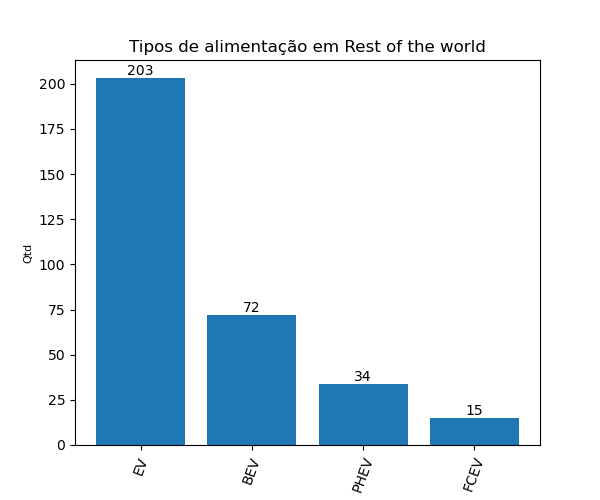 Tipos de alimentação em Rest of the world
Qtd
200
175
150
125
100
75
50
25
0
203
72
34
15
EV
BEV
PHEV
FCEV